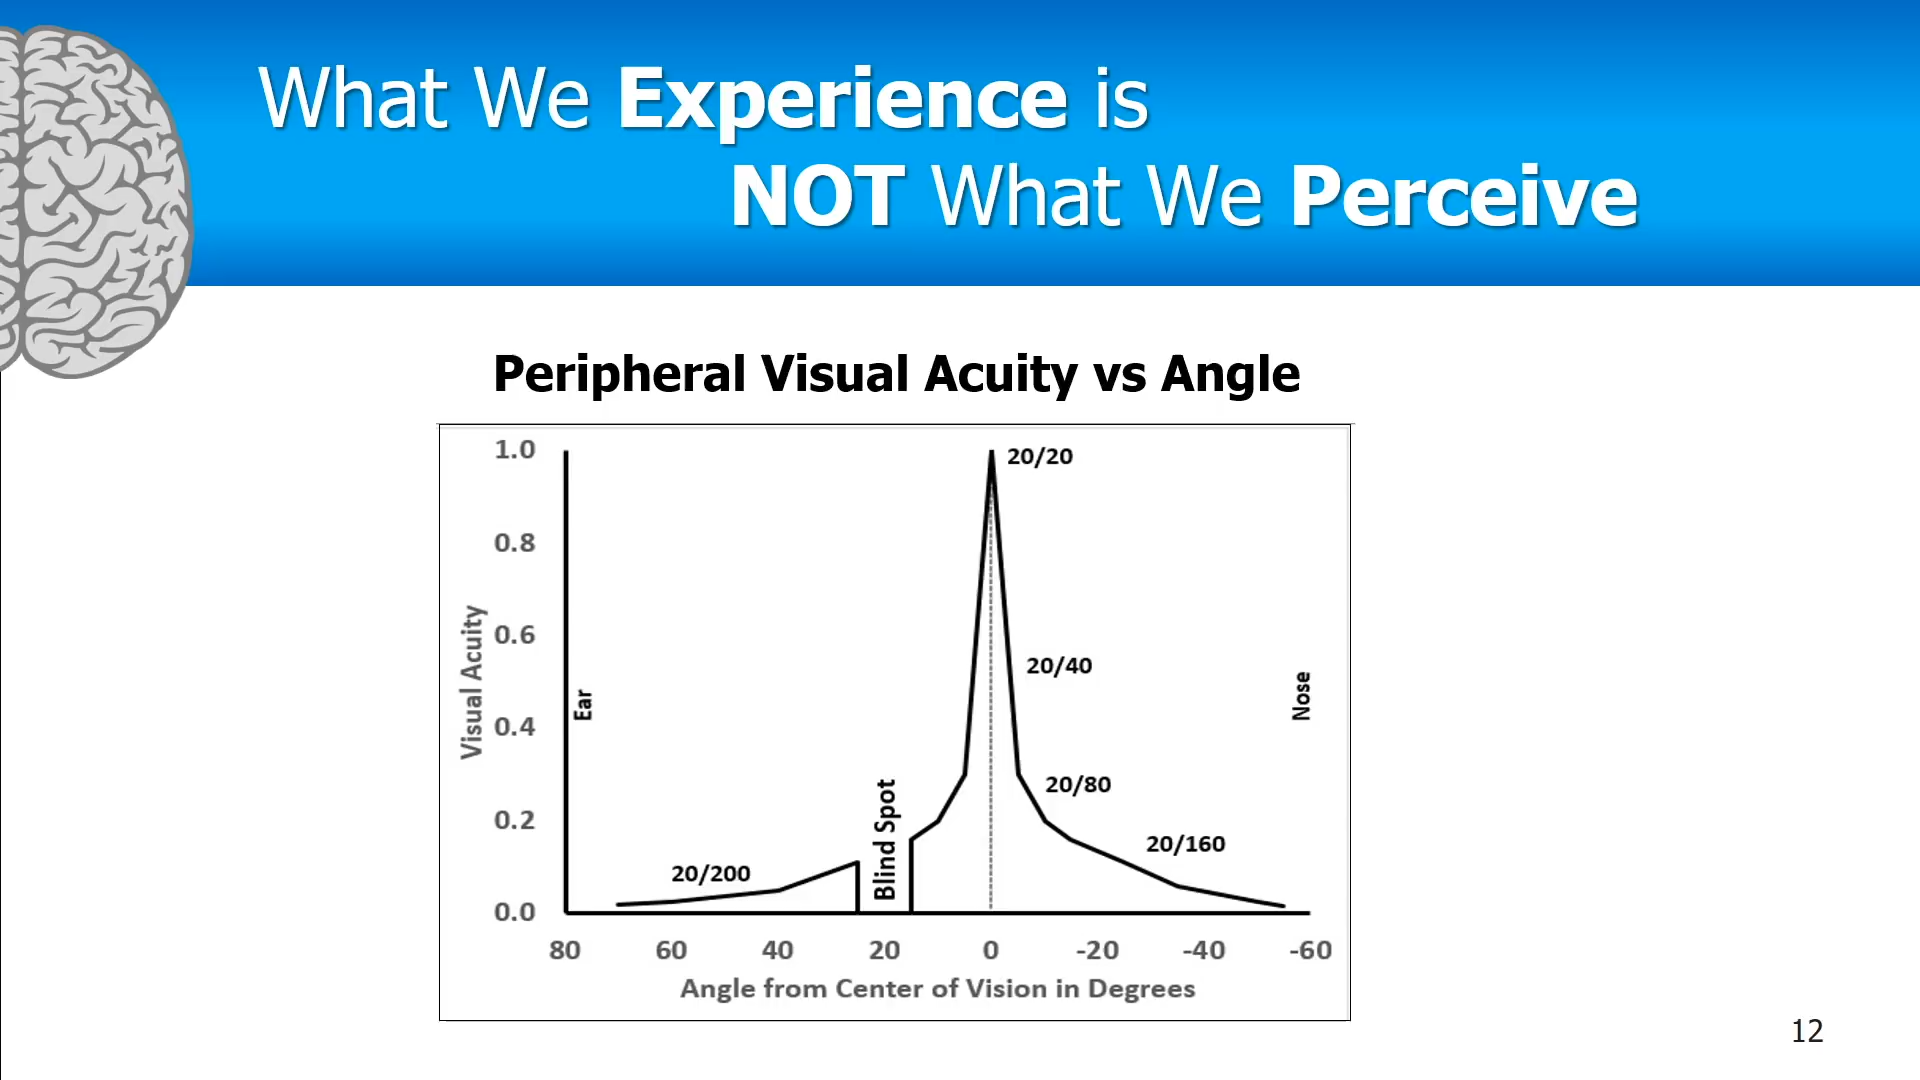 What We Experience is
NOT What We Perceive
Peripheral Visual Acuity vs Angle
1.0
0.8
0.6
0.4
0.2
0.0
Visual Acuity
Ear
20/200
Blind Spot
20/20
20/40
20/80
20/160
Nose
80 60 40 20 0 -20 -40 -60
Angle from Center of Vision in Degrees
12